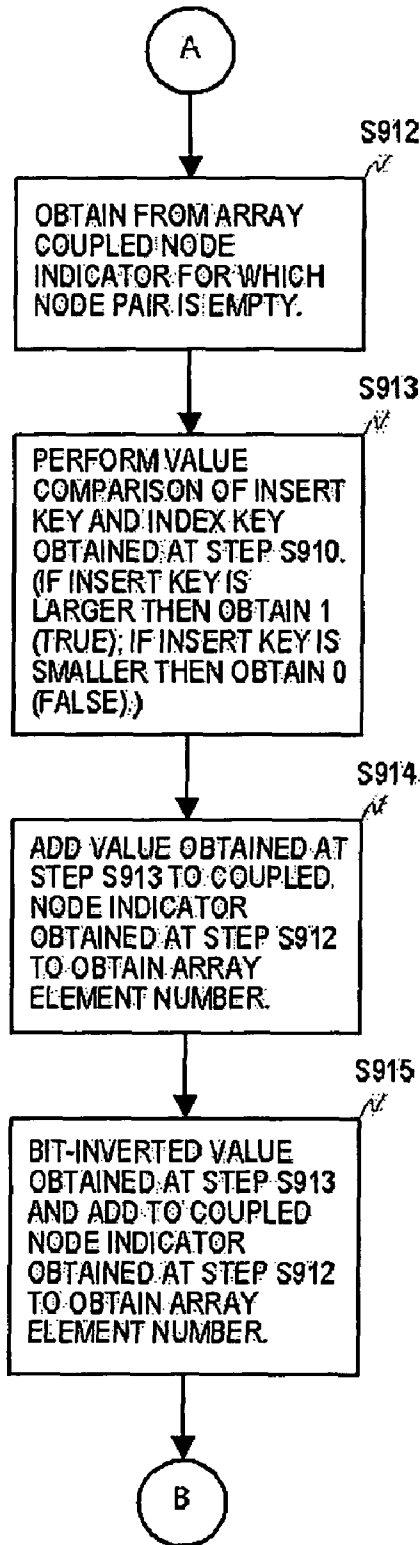 A
S912
OBTAIN FROM ARRAY
COUPLED NODE
INDICATOR FOR WHICH
NODE PAIR IS EMPTY.
S913
PERFORM VALUE
COMPARISON OF INSERT
KEY AND INDEX KEY
OBTAINED AT STEP S910.
(IF INSERT KEY IS
LARGER THEN OBTAIN 1
(TRUE); IF INSERT KEY IS
SMALLER THEN OBTAIN 0
(FALSE).)
S914
ADD VALUE OBTAINED AT
STEP S913 TO COUPLED
NODE INDICATOR
OBTAINED AT STEP S912
TO OBTAIN ARRAY
ELEMENT NUMBER.
S915
BIT-INVERTED VALUE
OBTAINED AT STEP S913
AND ADD TO COUPLED
NODE INDICATOR
OBTAINED AT STEP S912
TO OBTAIN ARRAY
ELEMENT NUMBER.
B